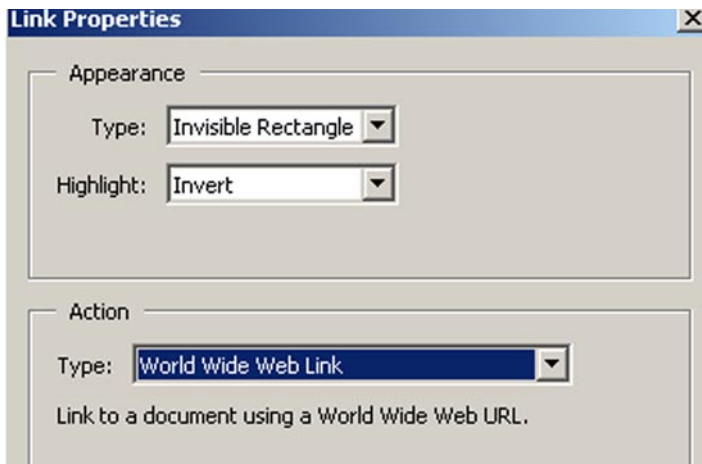 Link Properties
Appearance
Type: Invisible Rectangle
Highlight: Invert
Action
Type: World Wide Web Link
Link to a document using a World Wide Web URL.